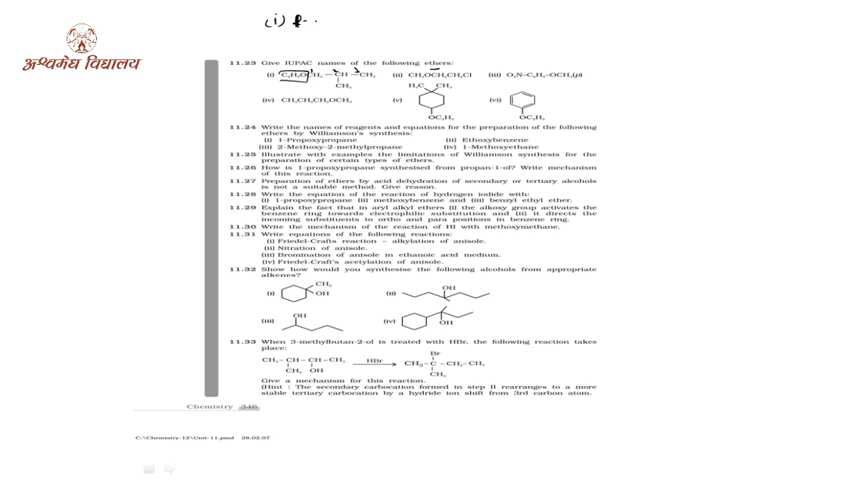 (i)
अश्वमेध विद्यालय
11.23 Give IUPAC names of the following ethers:
(i) C₂H₅OCH₂ — CH — CH₃ (ii) CH₃OCH₂CH₂Cl (iii) O₂N–C₆H₄–OCH₃(p)
CH₃ H₃C CH₃
(iv) CH₃CH₂CH₂OCH₃ (v) (vi)
OC₂H₅ OC₂H₅
11.24 Write the names of reagents and equations for the preparation of the following
ethers by Williamson's synthesis:
(i) 1-Propoxypropane (ii) Ethoxybenzene
(iii) 2-Methoxy-2-methylpropane (iv) 1-Methoxyethane
11.25 Illustrate with examples the limitations of Williamson synthesis for the
preparation of certain types of ethers.
11.26 How is 1-propoxypropane synthesised from propan-1-ol? Write mechanism
of this reaction.
11.27 Preparation of ethers by acid dehydration of secondary or tertiary alcohols
is not a suitable method. Give reason.
11.28 Write the equation of the reaction of hydrogen iodide with:
(i) 1-propoxypropane (ii) methoxybenzene and (iii) benzyl ethyl ether.
11.29 Explain the fact that in aryl alkyl ethers (i) the alkoxy group activates the
benzene ring towards electrophilic substitution and (ii) it directs the
incoming substituents to ortho and para positions in benzene ring.
11.30 Write the mechanism of the reaction of HI with methoxymethane.
11.31 Write equations of the following reactions:
(i) Friedel-Crafts reaction – alkylation of anisole.
(ii) Nitration of anisole.
(iii) Bromination of anisole in ethanoic acid medium.
(iv) Friedel-Craft's acetylation of anisole.
11.32 Show how would you synthesise the following alcohols from appropriate
alkenes?
CH₃
(i) OH (ii) OH
(iii) OH (iv) OH
11.33 When 3-methylbutan-2-ol is treated with HBr, the following reaction takes
place:
Br
CH₃–CH–CH–CH₃ HBr CH₃–C–CH₂–CH₃
CH₃ OH CH₃
Give a mechanism for this reaction.
(Hint : The secondary carbocation formed in step II rearranges to a more
stable tertiary carbocation by a hydride ion shift from 3rd carbon atom.
Chemistry 346
C:\Chemistry-12\Unit-11.pmd 28.02.07